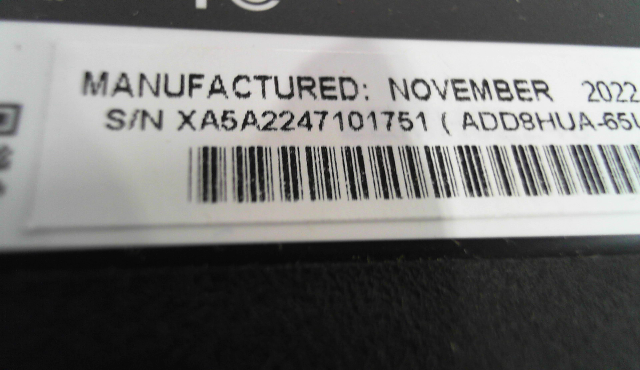 MANUFACTURED: NOVEMBER 2022
S/N XA5A2247101751 ( ADD8HUA-65